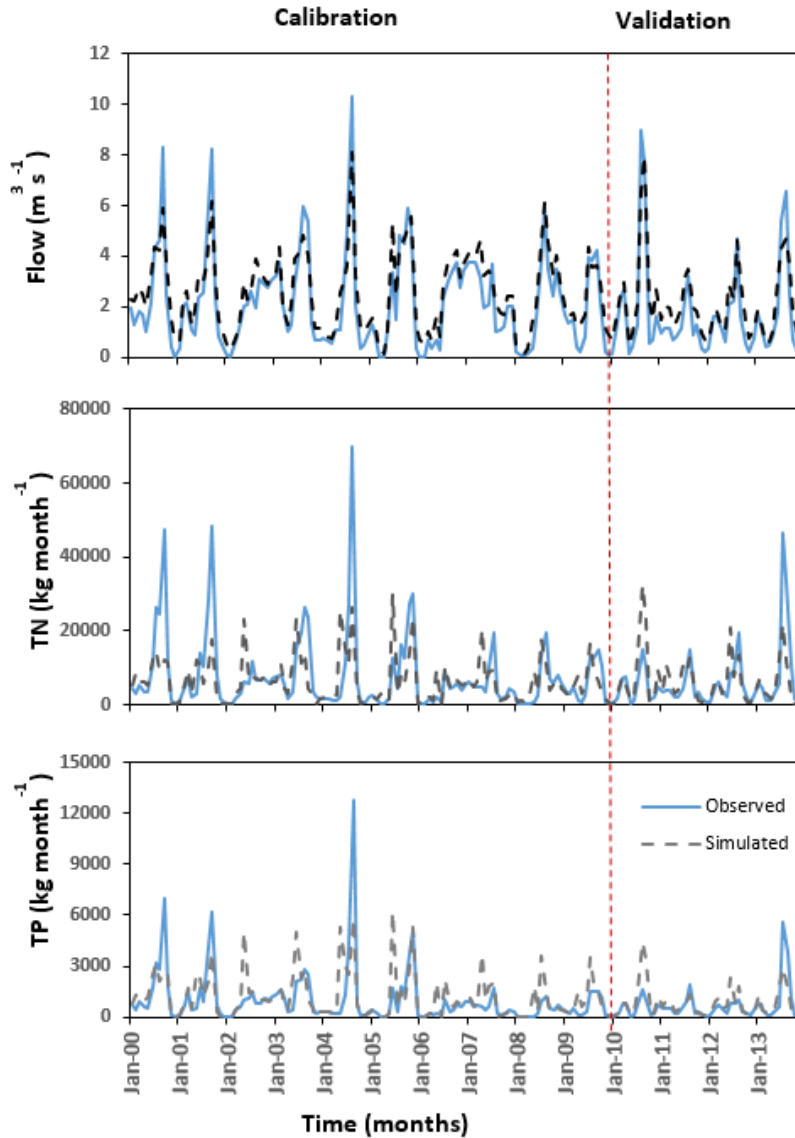 Calibration Validation
Flow (m³ s⁻¹)
12
10
8
6
4
2
0
TN (kg month⁻¹)
80000
60000
40000
20000
0
TP (kg month⁻¹)
15000
12000
9000
6000
3000
0
Observed
Simulated
Jan-00
Jan-01
Jan-02
Jan-03
Jan-04
Jan-05
Jan-06
Jan-07
Jan-08
Jan-09
Jan-10
Jan-11
Jan-12
Jan-13
Time (months)